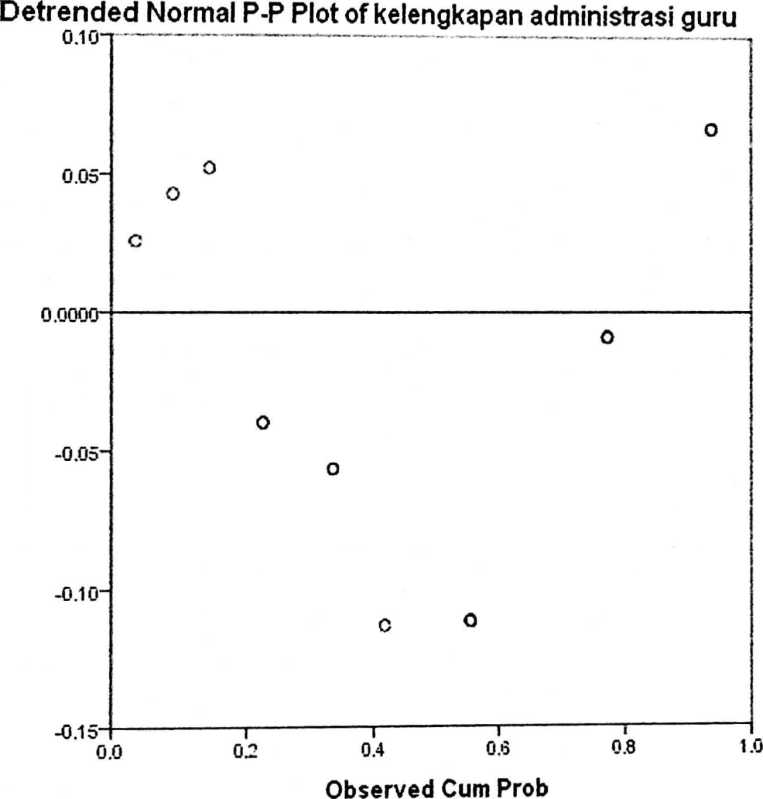 Detrended Normal P-P Plot of kelengkapan administrasi guru
0.10
0.05
0.0000
-0.05
-0.10
-0.15
0.0 0.2 0.4 0.6 0.8 1.0
Observed Cum Prob